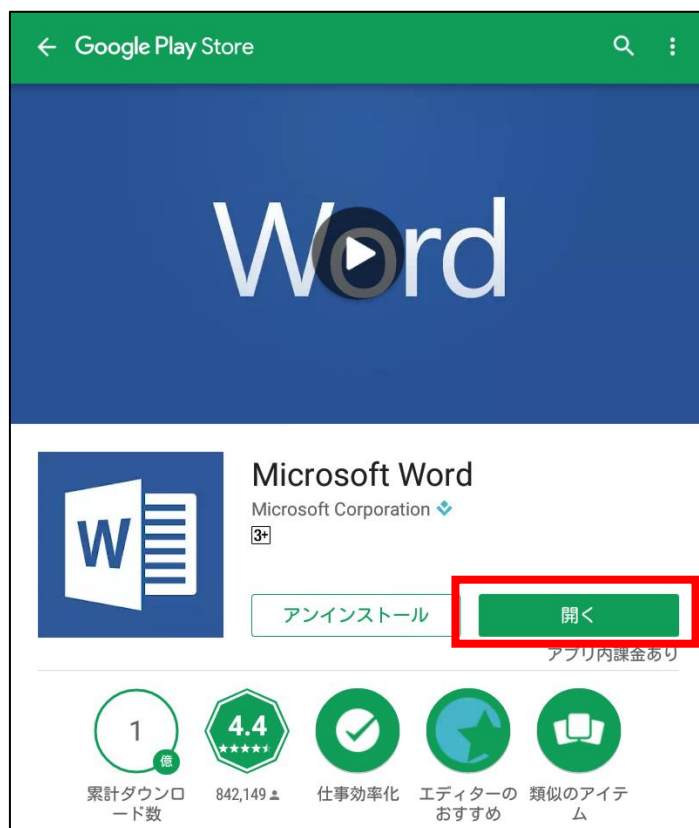 Google Play Store
Word
Microsoft Word
Microsoft Corporation
3+
W
アンインストール
開く
アプリ内課金あり
1
億
4.4
累計ダウンロ
ード数
842,149
仕事効率化
エディターの
おすすめ
類似のアイテ
ム